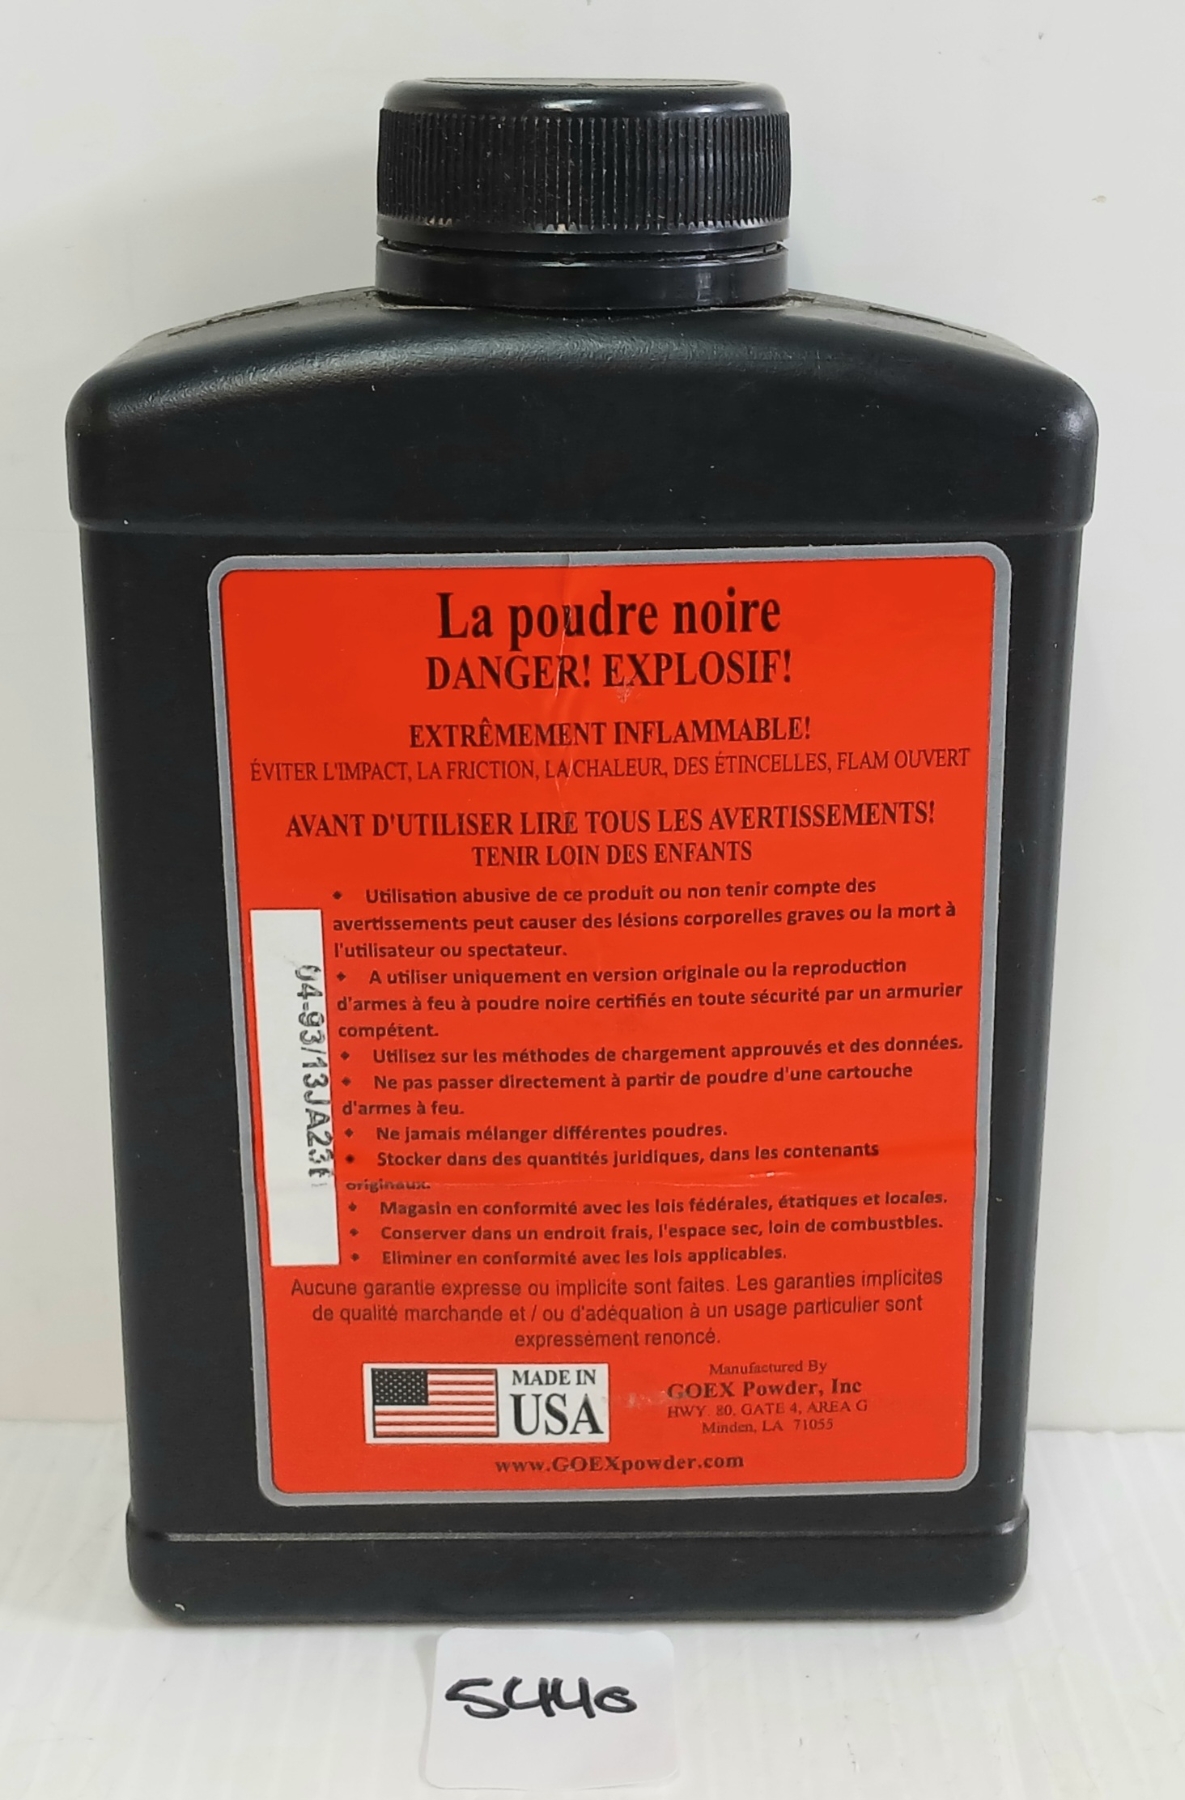 La poudre noire
DANGER! EXPLOSIF!
EXTRÊMEMENT INFLAMMABLE!
ÉVITER L'IMPACT, LA FRICTION, LA CHALEUR, DES ÉTINCELLES, FLAM OUVERT
AVANT D'UTILISER LIRE TOUS LES AVERTISSEMENTS!
TENIR LOIN DES ENFANTS
• Utilisation abusive de ce produit ou non tenir compte des
avertissements peut causer des lésions corporelles graves ou la mort à
l'utilisateur ou spectateur.
• A utiliser uniquement en version originale ou la reproduction
d'armes à feu à poudre noire certifiés en toute sécurité par un armurier
compétent.
• Utilisez sur les méthodes de chargement approuvés et des données.
• Ne pas passer directement à partir de poudre d'une cartouche
d'armes à feu.
• Ne jamais mélanger différentes poudres.
• Stocker dans des quantités juridiques, dans les contenants
originaux.
• Magasin en conformité avec les lois fédérales, étatiques et locales.
• Conserver dans un endroit frais, l'espace sec, loin de combustbles.
• Eliminer en conformité avec les lois applicables.
Aucune garantie expresse ou implicite sont faites. Les garanties implicites
de qualité marchande et / ou d'adéquation à un usage particulier sont
expressément renoncé.
MADE IN
USA
Manufactured By
GOEX Powder, Inc
HWY. 80, GATE 4, AREA G
Minden, LA 71055
www.GOEXpowder.com
5440